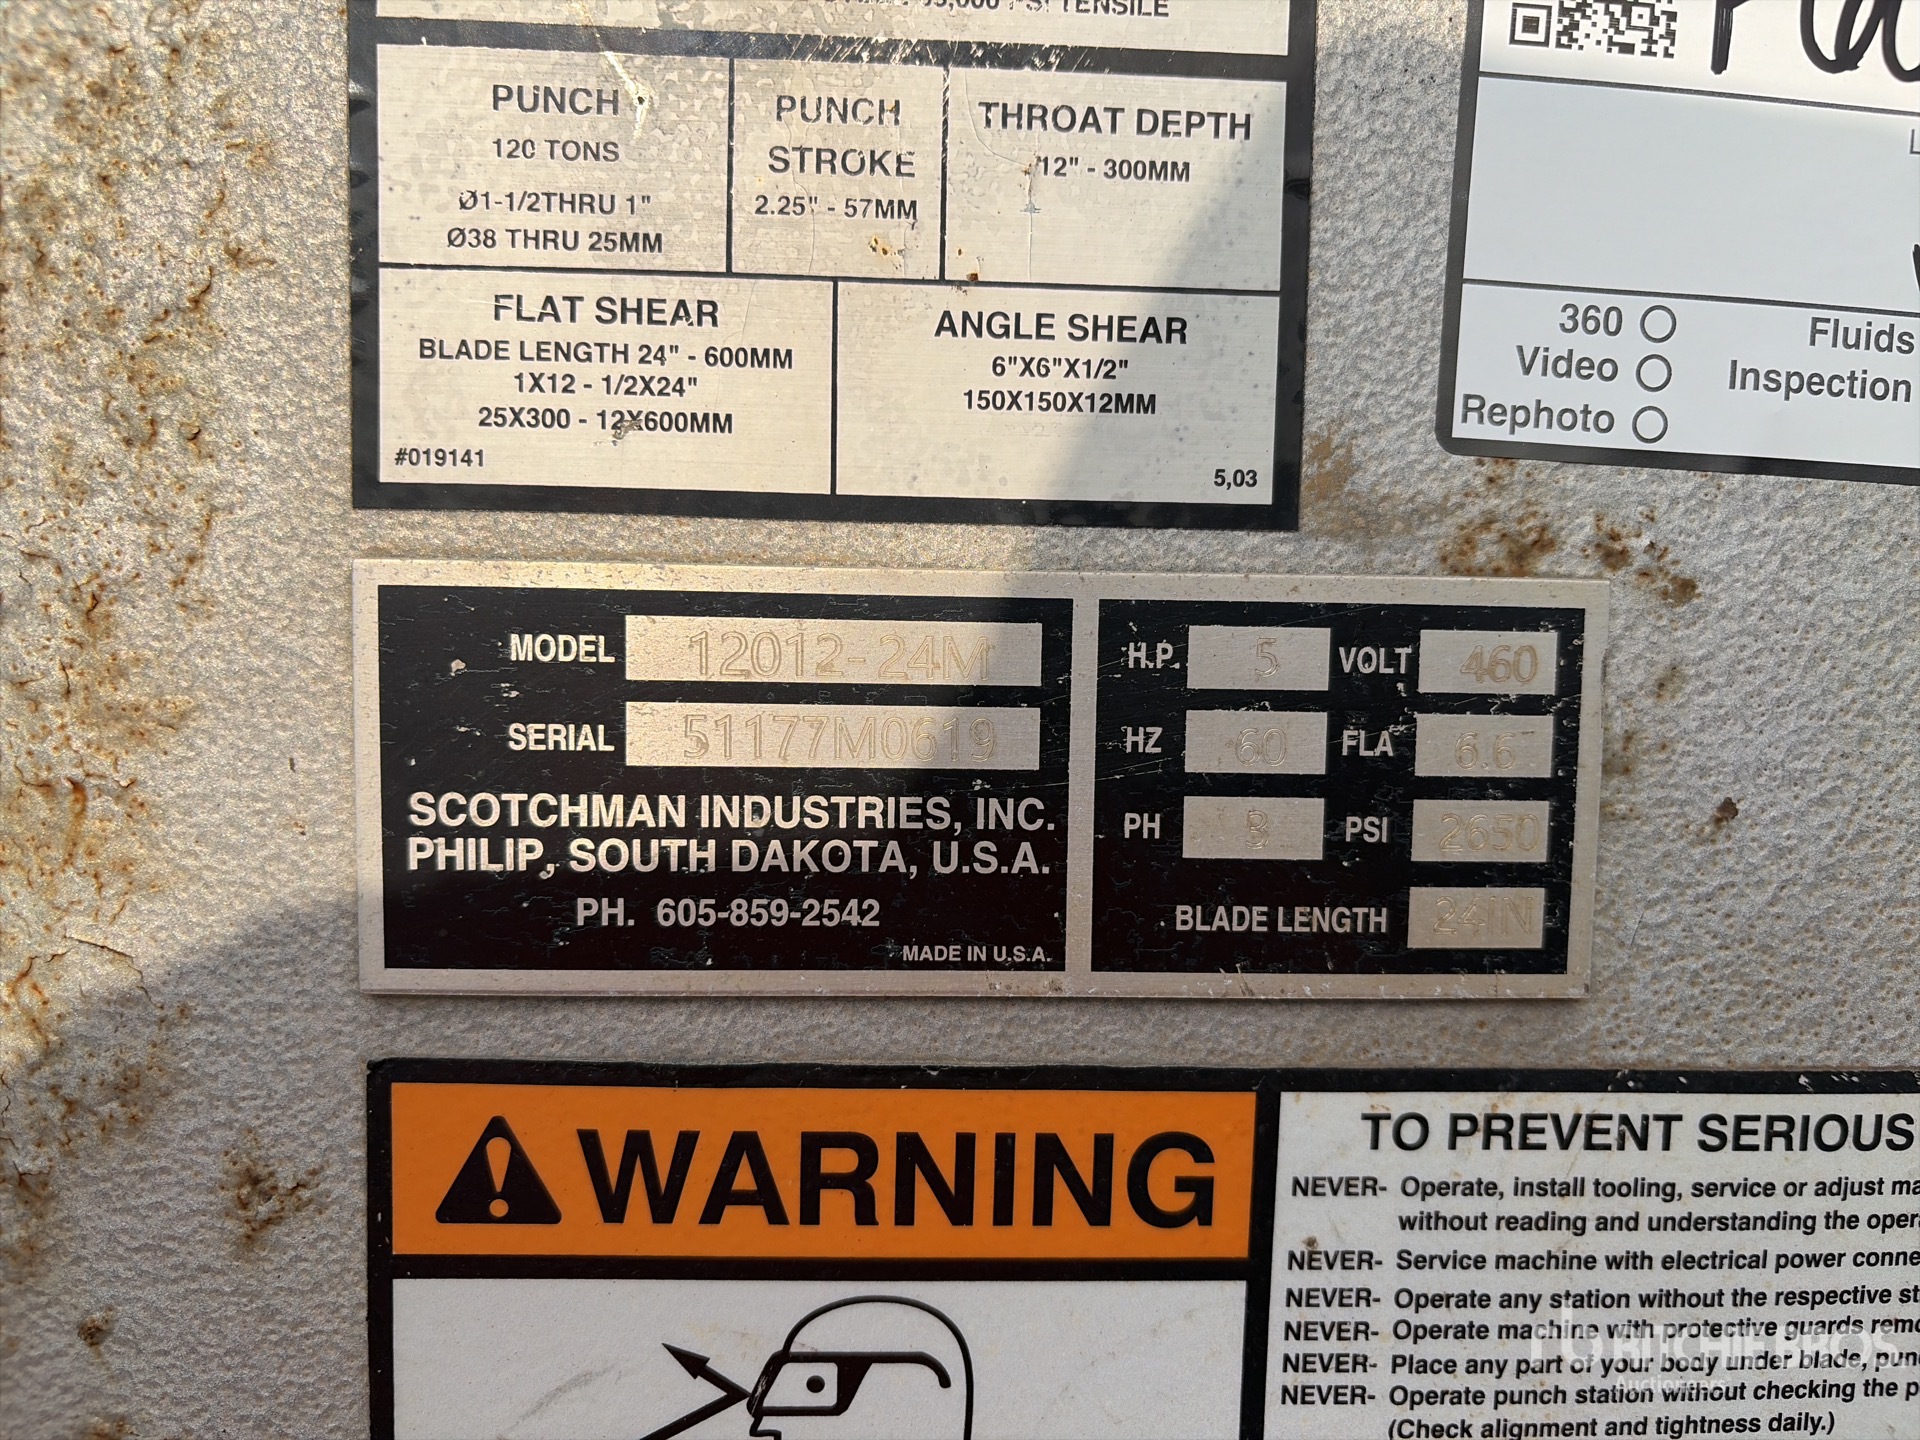 PSI TENSILE
PUNCH
120 TONS
Ø1-1/2THRU 1"
Ø38 THRU 25MM
PUNCH
STROKE
2.25" - 57MM
THROAT DEPTH
12" - 300MM
FLAT SHEAR
BLADE LENGTH 24" - 600MM
1X12 - 1/2X24"
25X300 - 12X600MM
#019141
ANGLE SHEAR
6"X6"X1/2"
150X150X12MM
5,03
360
Video
Rephoto
Fluids
Inspection
MODEL 12012-24M
SERIAL 51177M0619
SCOTCHMAN INDUSTRIES, INC.
PHILIP, SOUTH DAKOTA, U.S.A.
PH. 605-859-2542
MADE IN U.S.A.
H.P. 5 VOLT 460
HZ 60 FLA 6.6
PH 3 PSI 2650
BLADE LENGTH 24IN
WARNING
TO PREVENT SERIOUS
NEVER- Operate, install tooling, service or adjust
without reading and understanding the
NEVER- Service machine with electrical power
NEVER- Operate any station without the respective
NEVER- Operate machine with protective guards
NEVER- Place any part of your body under blade,
NEVER- Operate punch station without checking the
(Check alignment and tightness daily.)
RITCHIE BROS.
Auctioneers